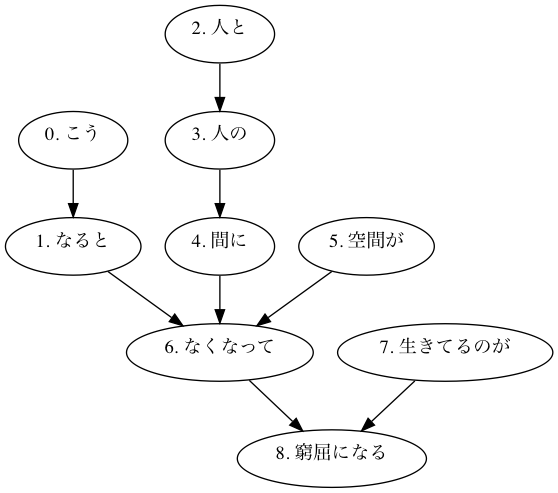 2. 人と
0. こう
3. 人の
1. なると
4. 間に
5. 空間が
6. なくなって
7. 生きてるのが
8. 窮屈になる